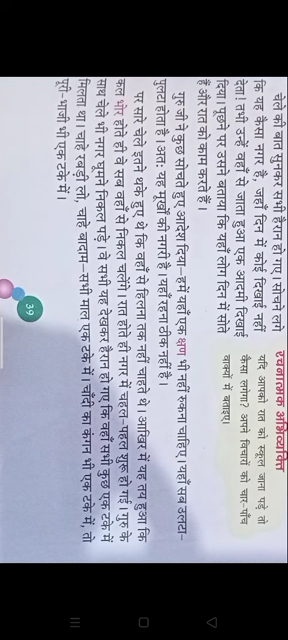 चेले की बात सुनकर सभी हैरान हो गए। सोचने लगे
कि यह कैसा नगर है, जहाँ दिन में कोई दिखाई नहीं
देता! तभी उन्हें वहाँ से जाता हुआ एक आदमी दिखाई
दिया। पूछने पर उसने बताया कि यहाँ लोग दिन में सोते
हैं और रात को काम करते हैं।
रचनात्मक अभिव्यक्ति
यदि आपको रात को स्कूल जाना पड़े तो
कैसा लगेगा? अपने विचारों को चार-पाँच
वाक्यों में बताइए।
गुरु जी ने कुछ सोचते हुए आदेश दिया– हमें यहाँ एक क्षण भी नहीं रुकना चाहिए। यहाँ सब उलटा-
पुलटा होता है। अतः यह मूर्खों की नगरी है। यहाँ रहना ठीक नहीं है।
पर सारे चेले इतने थके हुए थे कि वहाँ से हिलना तक नहीं चाहते थे। आखिर में यह तय हुआ कि
कल भोर होते ही वे सब वहाँ से निकल चलेंगे। रात होते ही नगर में चहल-पहल शुरू हो गई। गुरु के
साथ चेले भी नगर घूमने निकल पड़े। वे सभी यह देखकर हैरान हो गए कि वहाँ सभी कुछ एक टके में
मिलता था। चाहे रबड़ी लो, चाहे बादाम–सभी माल एक टके में। चाँदी का कंगन भी एक टके में, तो
पूरी-भाजी भी एक टके में।
39